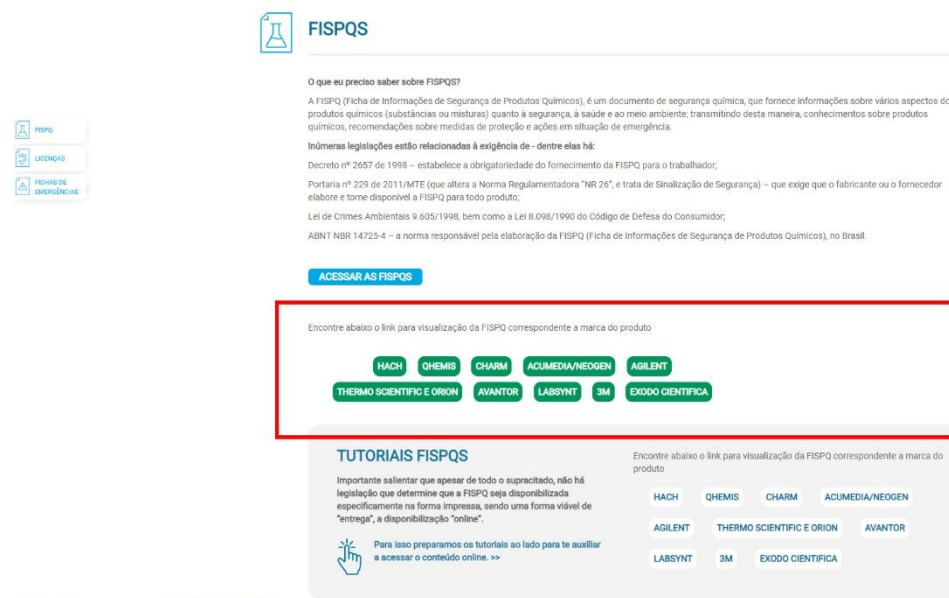 FISPQS
O que eu preciso saber sobre FISPQS?
A FISPQ (Ficha de Informações de Segurança de Produtos Químicos), é um documento de segurança química, que fornece informações sobre vários aspectos do
produtos químicos (substâncias ou misturas) quanto à segurança, à saúde e ao meio ambiente; transmitindo desta maneira, conhecimentos sobre produtos
químicos, recomendações sobre medidas de proteção e ações em situação de emergência.
Inúmeras legislações estão relacionadas à exigência de - dentre elas há:
Decreto nº 2657 de 1998 – estabelece a obrigatoriedade do fornecimento da FISPQ para o trabalhador;
Portaria nº 229 de 2011/MTE (que altera a Norma Regulamentadora "NR 26", e trata de Sinalização de Segurança) – que exige que o fabricante ou o fornecedor
elabore e torne disponível a FISPQ para todo produto;
Lei de Crimes Ambientais 9.605/1998, bem como a Lei 8.098/1990 do Código de Defesa do Consumidor;
ABNT NBR 14725-4 – a norma responsável pela elaboração da FISPQ (Ficha de Informações de Segurança de Produtos Químicos), no Brasil.
FISPQ
LICENÇAS
FICHAS DE
EMERGÊNCIAS
ACESSAR AS FISPQS
Encontre abaixo o link para visualização da FISPQ correspondente a marca do produto
HACH QHEMIS CHARM ACUMEDIA/NEOGEN AGILENT
THERMO SCIENTIFIC E ORION AVANTOR LABSYNT 3M EXODO CIENTIFICA
TUTORIAIS FISPQS
Importante salientar que apesar de todo o supracitado, não há
legislação que determine que a FISPQ seja disponibilizada
especificamente na forma impressa, sendo uma forma viável de
"entrega", a disponibilização "online".
Para isso preparamos os tutoriais ao lado para te auxiliar
a acessar o conteúdo online. >>
Encontre abaixo o link para visualização da FISPQ correspondente a marca do
produto
HACH QHEMIS CHARM ACUMEDIA/NEOGEN
AGILENT THERMO SCIENTIFIC E ORION AVANTOR
LABSYNT 3M EXODO CIENTIFICA